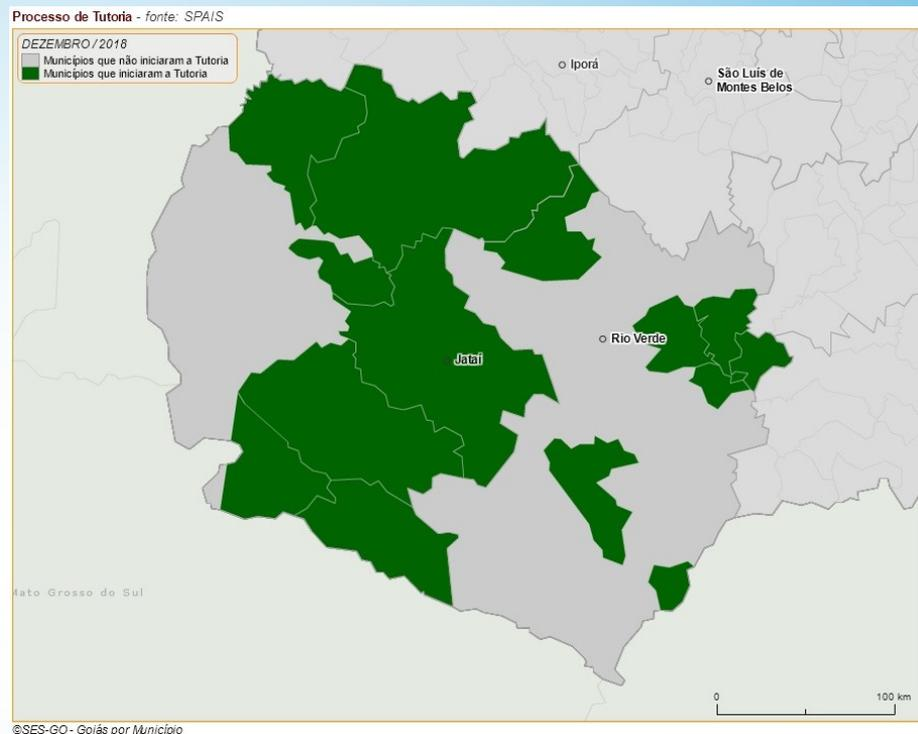 Processo de Tutoria - fonte: SPAIS
DEZEMBRO / 2018
Municípios que não iniciaram a Tutoria
Municípios que iniciaram a Tutoria
Iporá
São Luís de
Montes Belos
Rio Verde
Jataí
Mato Grosso do Sul
0 100 km
©SES-GO - Goiás por Município